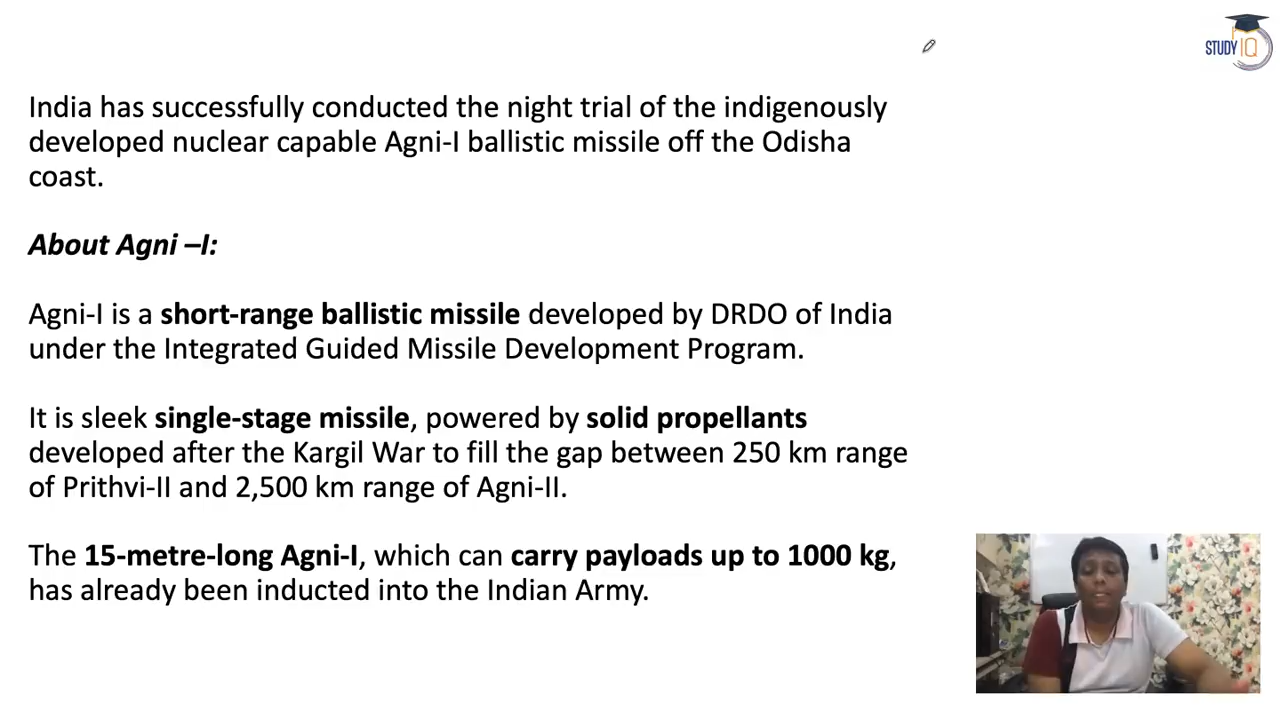 STUDY IQ
India has successfully conducted the night trial of the indigenously
developed nuclear capable Agni-I ballistic missile off the Odisha
coast.
About Agni –I:
Agni-I is a short-range ballistic missile developed by DRDO of India
under the Integrated Guided Missile Development Program.
It is sleek single-stage missile, powered by solid propellants
developed after the Kargil War to fill the gap between 250 km range
of Prithvi-II and 2,500 km range of Agni-II.
The 15-metre-long Agni-I, which can carry payloads up to 1000 kg,
has already been inducted into the Indian Army.